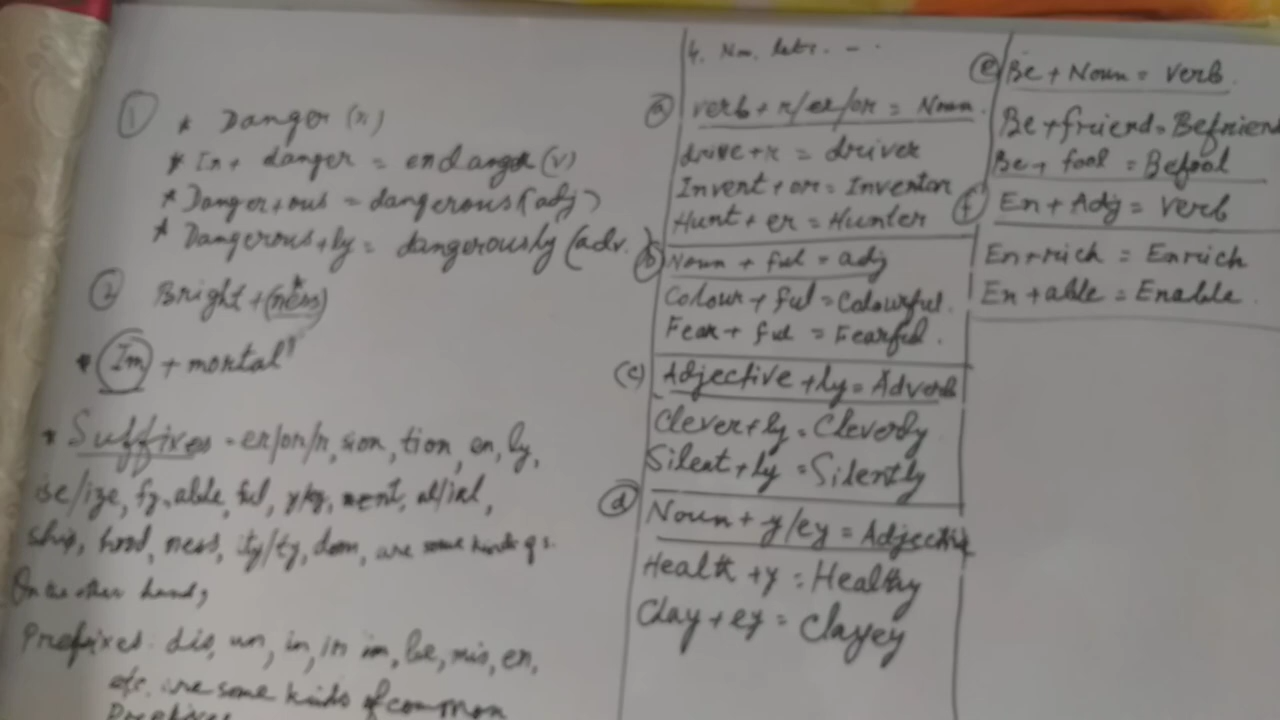 ① * Danger (n)
* In + danger = endanger (v)
* Danger + ous = dangerous (adj)
* Dangerous + ly = dangerously (adv.)
② Bright + (ness)
* Im + mortal
* Suffixes = er/or/r, sion, tion, en, ly,
ise/ize, fy, able, ful, y/ey, ment, al/ial,
ship, hood, ness, ity/ty, dom, are some kinds of s.
On the other hand,
Prefixes: dis, un, in, im, be, mis, en,
etc. are some kinds of common
Prefixes
4. Now, let's. - .
ⓐ verb + r/er/or = Noun
drive + r = driver
Invent + or = Inventor
Hunt + er = Hunter
ⓑ Noun + ful = adj
Colour + ful = Colourful.
Fear + ful = Fearful.
(c) Adjective + ly = Adverb
Clever + ly = Cleverly
Silent + ly = Silently
ⓓ Noun + y/ey = Adjective
Health + y = Healthy
Clay + ey = Clayey
ⓔ Be + Noun = verb.
Be + friend = Befrien
Be + fool = Befool
ⓕ En + Adj = verb
En + rich = Enrich
En + able = Enable.